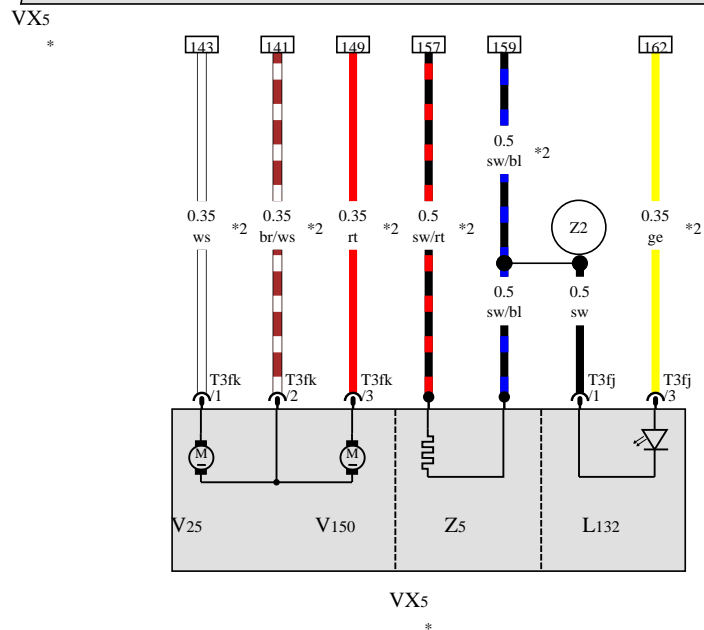 VX5
*
143 141 149 157 159 162
0.5
sw/bl *2
0.35 0.35 0.35 0.5 Z2 0.35
ws *2 br/ws *2 rt *2 sw/rt *2 ge *2
0.5 0.5
sw/bl sw
T3fk T3fk T3fk T3fj T3fj
/1 /2 /3 /1 /3
M M
V25 V150 Z5 L132
VX5
*